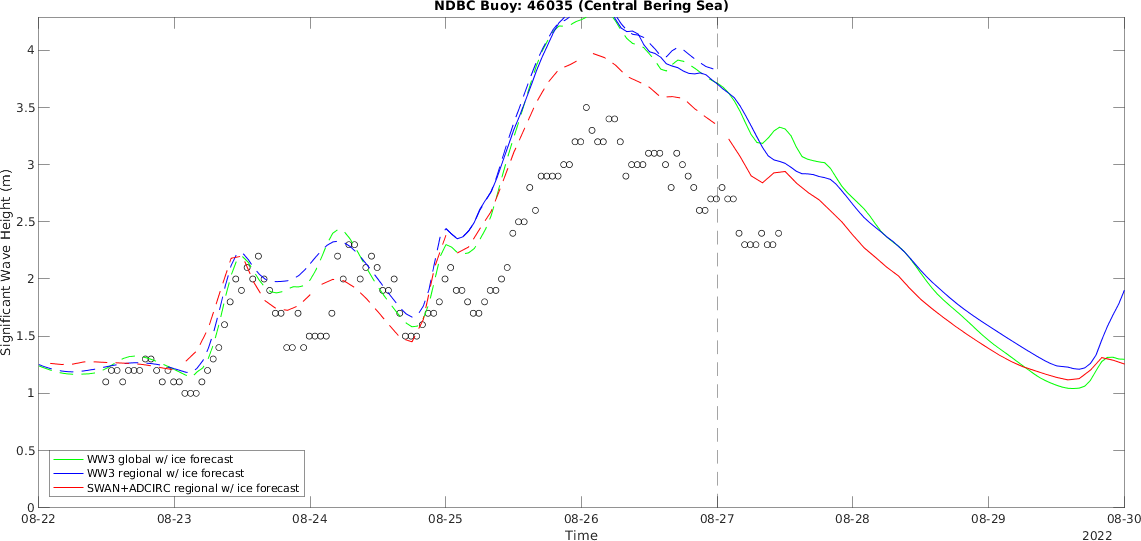 NDBC Buoy: 46035 (Central Bering Sea)
Significant Wave Height (m)
4
3.5
3
2.5
2
1.5
1
0.5
0
WW3 global w/ ice forecast
WW3 regional w/ ice forecast
SWAN+ADCIRC regional w/ ice forecast
08-22 08-23 08-24 08-25 08-26 08-27 08-28 08-29 08-30
Time
2022